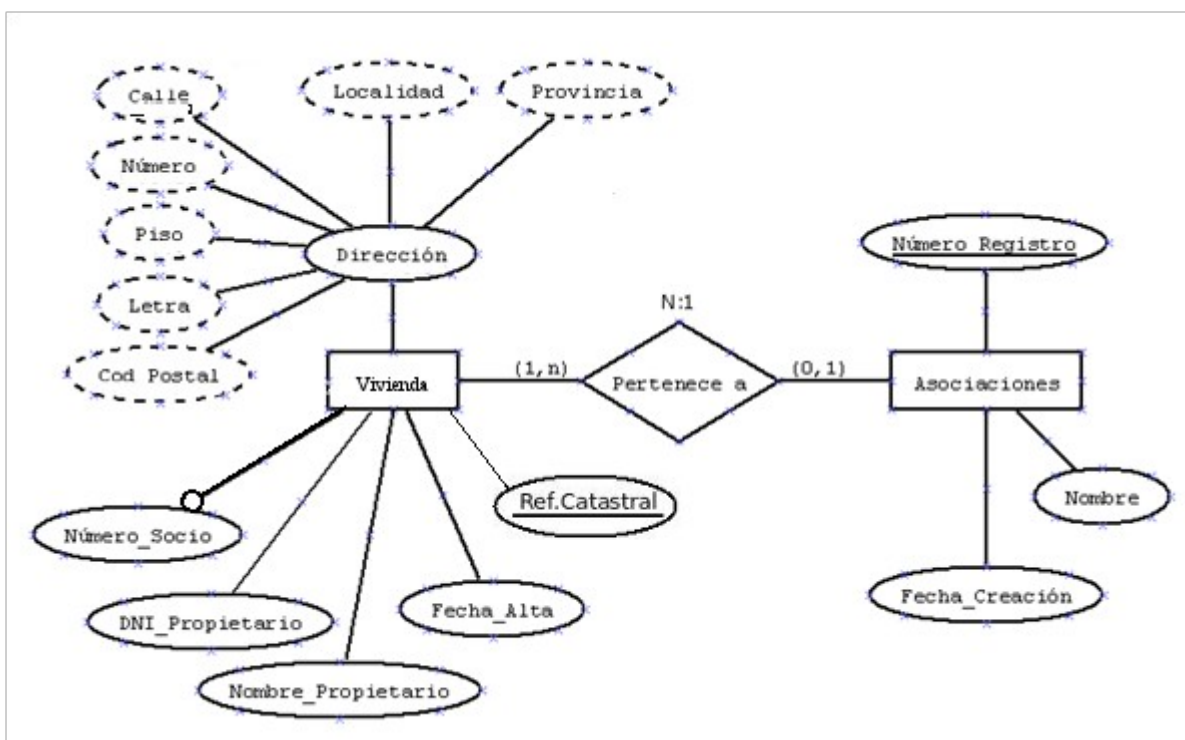 Calle
Localidad
Provincia
Número
Piso
Dirección
Número Registro
Letra
N:1
Cod Postal
Vivienda
(1,n)
Pertenece a
(0,1)
Asociaciones
Ref.Catastral
Nombre
Número_Socio
Fecha_Alta
Fecha_Creación
DNI_Propietario
Nombre_Propietario